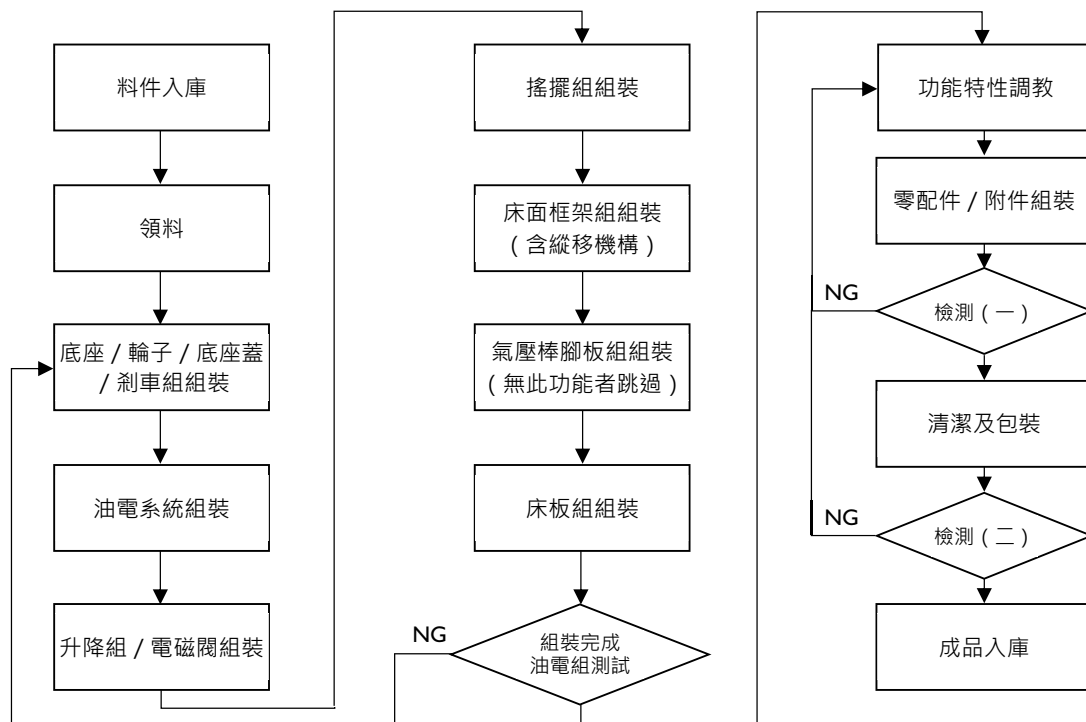 料件入庫
領料
底座 / 輪子 / 底座蓋
/ 剎車組組裝
油電系統組裝
升降組 / 電磁閥組裝
搖擺組組裝
床面框架組組裝
( 含縱移機構 )
氣壓棒腳板組組裝
( 無此功能者跳過 )
床板組組裝
NG
組裝完成
油電組測試
功能特性調教
零配件 / 附件組裝
NG
檢測 ( 一 )
清潔及包裝
NG
檢測 ( 二 )
成品入庫